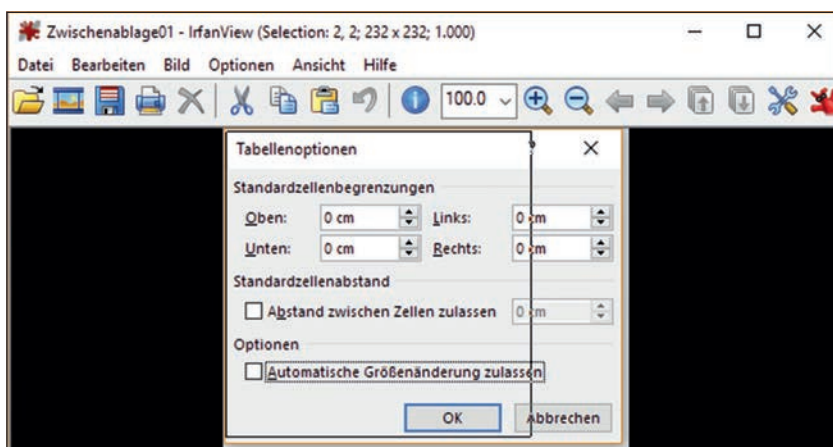 Zwischenablage01 - IrfanView (Selection: 2, 2; 232 x 232; 1.000)
Datei Bearbeiten Bild Optionen Ansicht Hilfe
100.0
Tabellenoptionen ?
Standardzellenbegrenzungen
Oben: 0 cm Links: 0 cm
Unten: 0 cm Rechts: 0 cm
Standardzellenabstand
Abstand zwischen Zellen zulassen 0 cm
Optionen
Automatische Größenänderung zulassen
OK Abbrechen